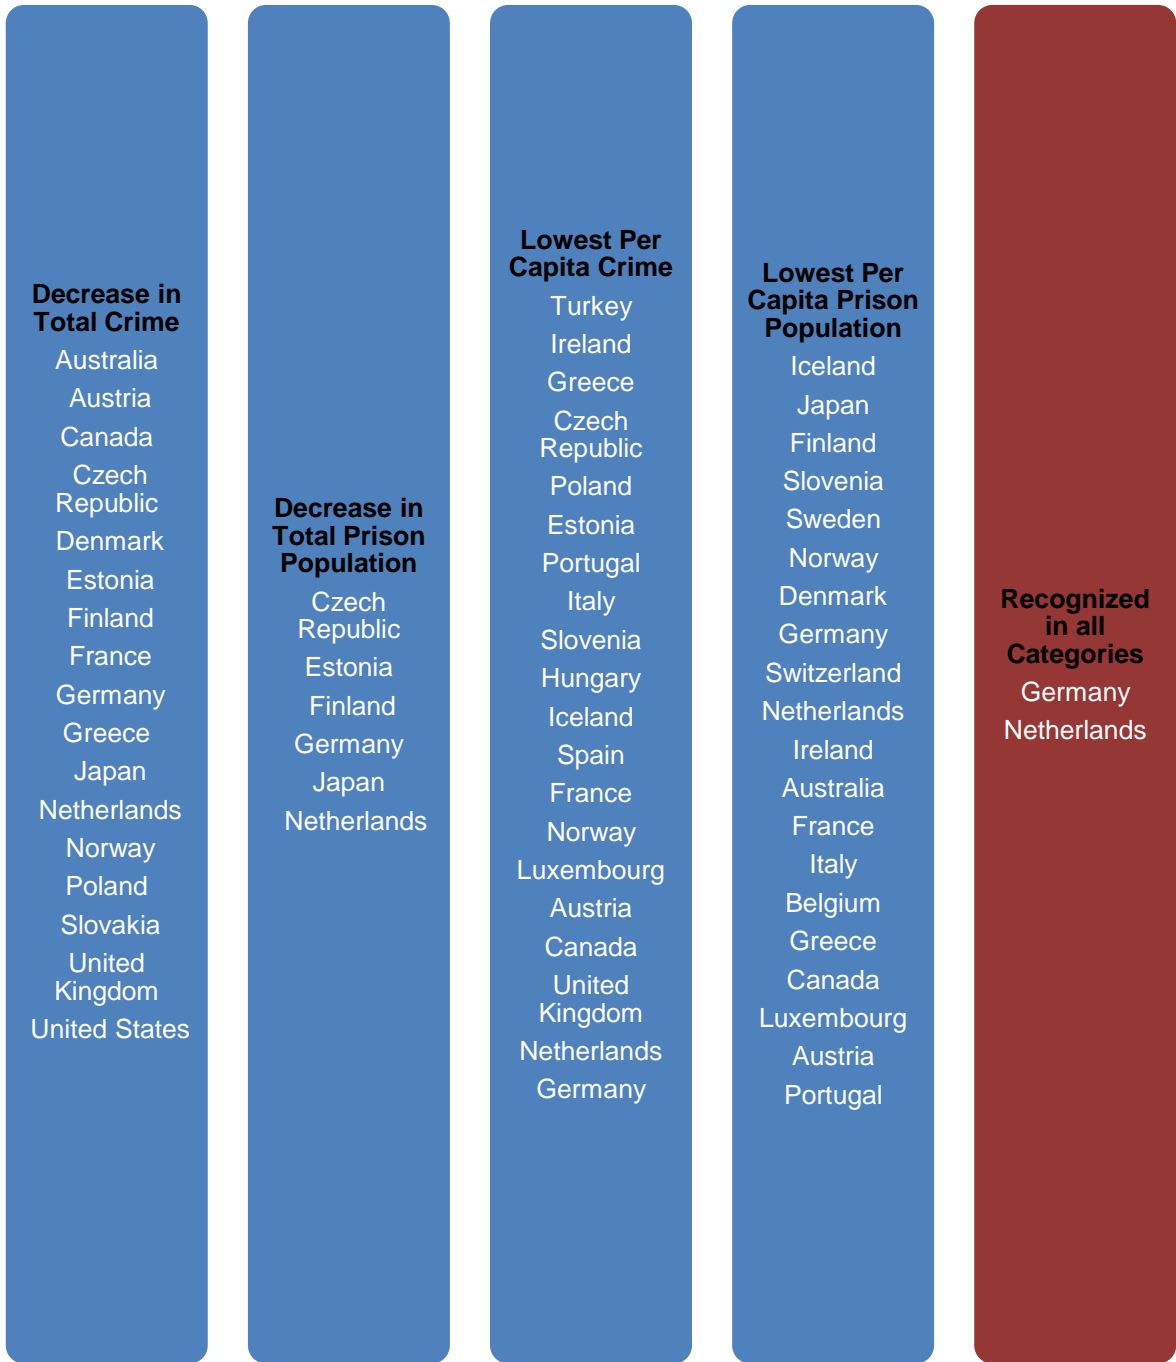 Decrease in
Total Crime
Australia
Austria
Canada
Czech
Republic
Denmark
Estonia
Finland
France
Germany
Greece
Japan
Netherlands
Norway
Poland
Slovakia
United
Kingdom
United States
Decrease in
Total Prison
Population
Czech
Republic
Estonia
Finland
Germany
Japan
Netherlands
Lowest Per
Capita Crime
Turkey
Ireland
Greece
Czech
Republic
Poland
Estonia
Portugal
Italy
Slovenia
Hungary
Iceland
Spain
France
Norway
Luxembourg
Austria
Canada
United
Kingdom
Netherlands
Germany
Lowest Per
Capita Prison
Population
Iceland
Japan
Finland
Slovenia
Sweden
Norway
Denmark
Germany
Switzerland
Netherlands
Ireland
Australia
France
Italy
Belgium
Greece
Canada
Luxembourg
Austria
Portugal
Recognized
in all
Categories
Germany
Netherlands